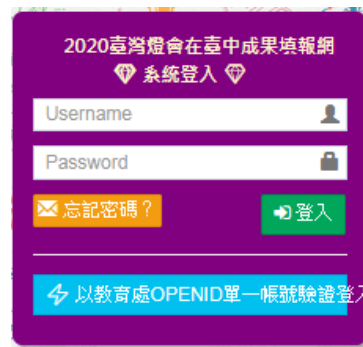 2020臺灣燈會在臺中成果填報網
系統登入
Username
Password
忘記密碼？
登入
以教育處OPENID單一帳號驗證登入